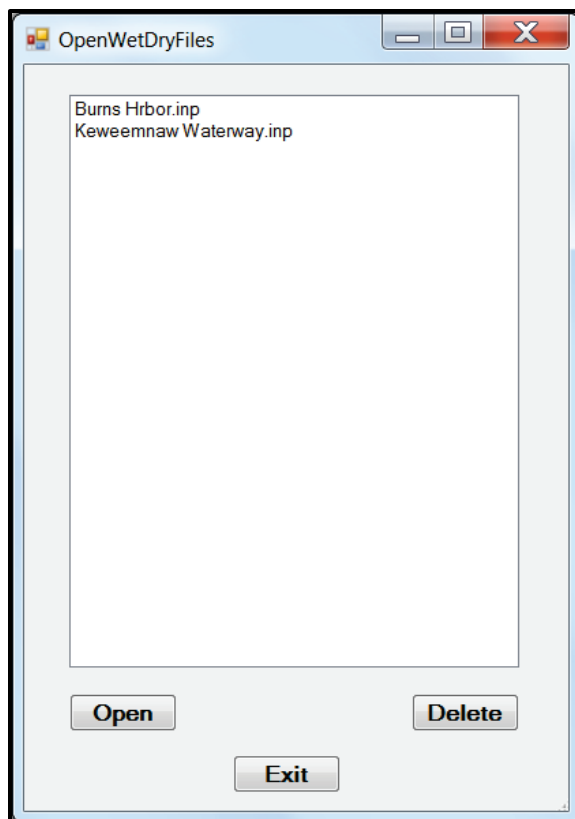 OpenWetDryFiles
Burns Hrbor.inp
Keweemnaw Waterway.inp
Open
Delete
Exit